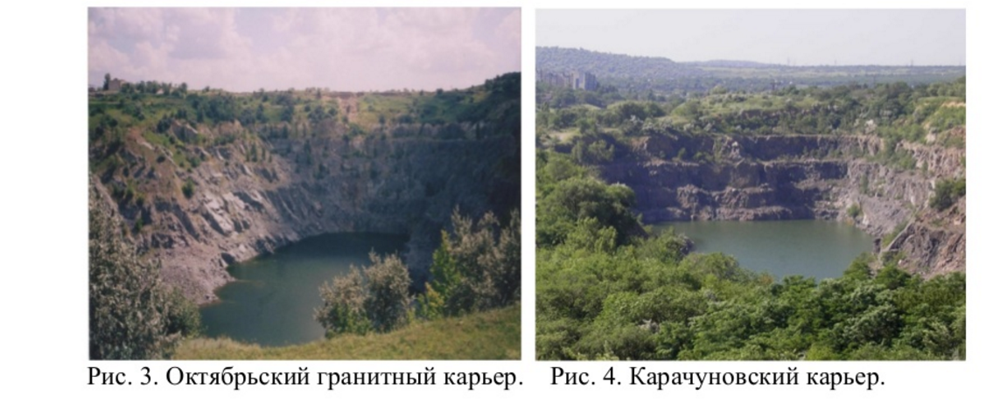 Рис. 3. Октябрьский гранитный карьер.
Рис. 4. Карачуновский карьер.